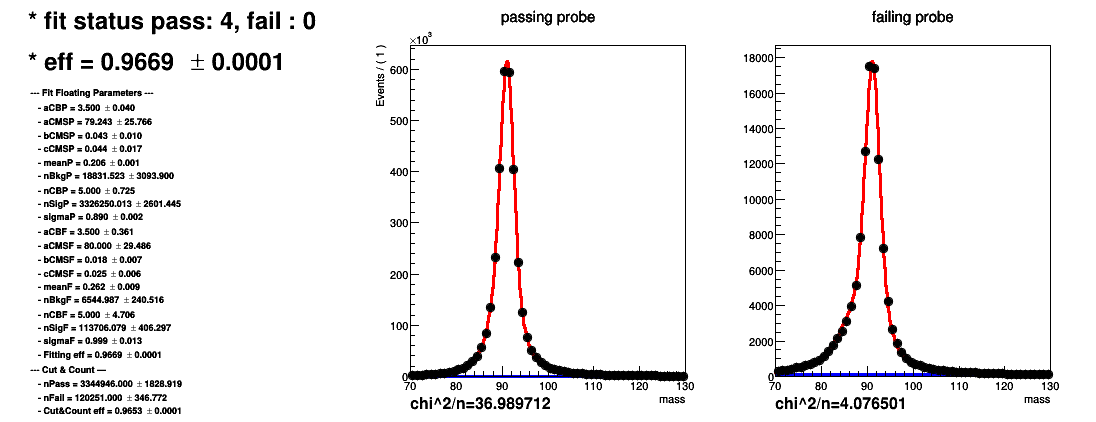 * fit status pass: 4, fail : 0
* eff = 0.9669 ± 0.0001
--- Fit Floating Parameters ---
- aCBP = 3.500 ± 0.040
- aCMSP = 79.243 ± 25.766
- bCMSP = 0.043 ± 0.010
- cCMSP = 0.044 ± 0.017
- meanP = 0.206 ± 0.001
- nBkgP = 18831.523 ± 3093.900
- nCBP = 5.000 ± 0.725
- nSigP = 3326250.013 ± 2601.445
- sigmaP = 0.890 ± 0.002
- aCBF = 3.500 ± 0.361
- aCMSF = 80.000 ± 29.486
- bCMSF = 0.018 ± 0.007
- cCMSF = 0.025 ± 0.006
- meanF = 0.262 ± 0.009
- nBkgF = 6544.987 ± 240.516
- nCBF = 5.000 ± 4.706
- nSigF = 113706.079 ± 406.297
- sigmaF = 0.999 ± 0.013
- Fitting eff = 0.9669 ± 0.0001
--- Cut & Count ---
- nPass = 3344946.000 ± 1828.919
- nFail = 120251.000 ± 346.772
- Cut&Count eff = 0.9653 ± 0.0001
passing probe
×10³
Events / ( 1 )
600
500
400
300
200
100
0
70 80 90 100 110 120 130
mass
chi^2/n=36.989712
failing probe
18000
16000
14000
12000
10000
8000
6000
4000
2000
0
70 80 90 100 110 120 130
mass
chi^2/n=4.076501